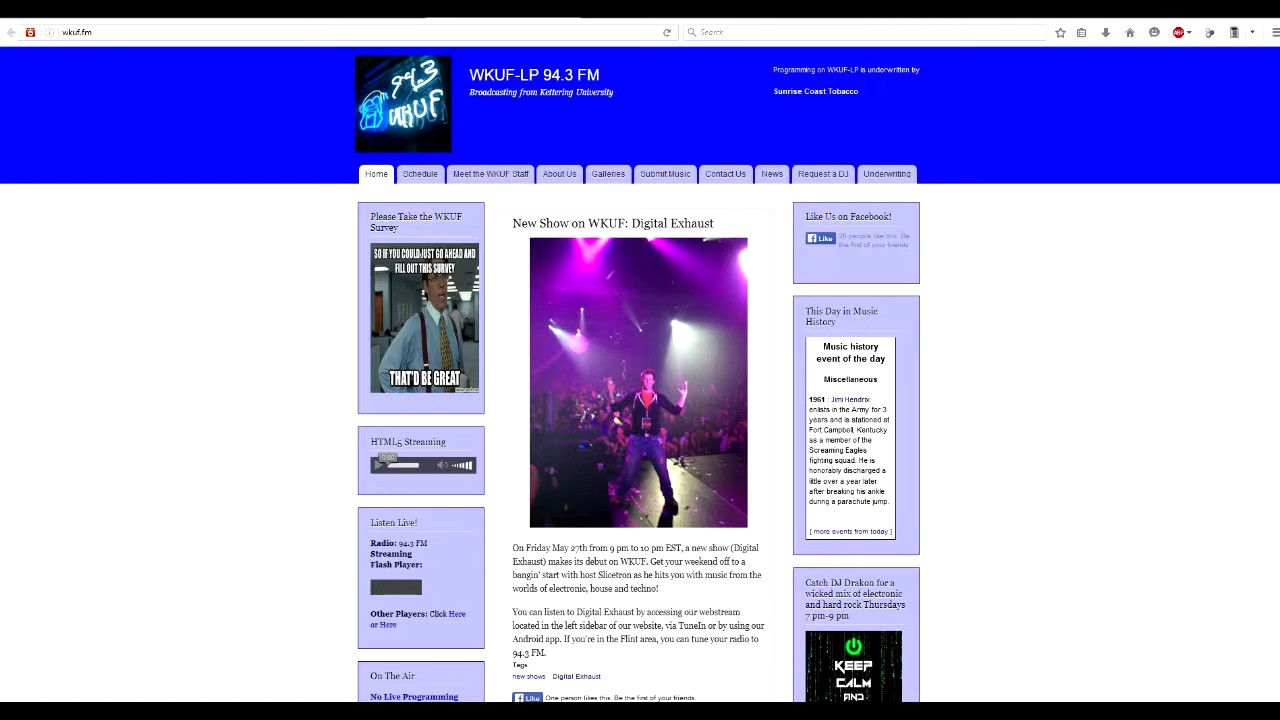 wkuf.fm
Search
94.3
WKUF
WKUF-LP 94.3 FM
Broadcasting from Kettering University
Programming on WKUF-LP is underwritten by
Sunrise Coast Tobacco
Home
Schedule
Meet the WKUF Staff
About Us
Galleries
Submit Music
Contact Us
News
Request a DJ
Underwriting
Please Take the WKUF
Survey
SO IF YOU COULD JUST GO AHEAD AND
FILL OUT THIS SURVEY
THAT'D BE GREAT
HTML5 Streaming
0:00
Listen Live!
Radio: 94.3 FM
Streaming
Flash Player:
Other Players: Click Here
or Here
On The Air
No Live Programming
New Show on WKUF: Digital Exhaust
On Friday May 27th from 9 pm to 10 pm EST, a new show (Digital
Exhaust) makes its debut on WKUF. Get your weekend off to a
bangin' start with host Slicetron as he hits you with music from the
worlds of electronic, house and techno!
You can listen to Digital Exhaust by accessing our webstream
located in the left sidebar of our website, via TuneIn or by using our
Android app. If you're in the Flint area, you can tune your radio to
94.3 FM.
Tags
new shows Digital Exhaust
Like One person likes this. Be the first of your friends.
Like Us on Facebook!
Like
people like this. Be
the first of your friends
This Day in Music
History
Music history
event of the day
Miscellaneous
1961 : Jimi Hendrix
enlists in the Army for 3
years and is stationed at
Fort Campbell, Kentucky
as a member of the
Screaming Eagles
fighting squad. He is
honorably discharged a
little over a year later
after breaking his ankle
during a parachute jump.
[ more events from today ]
Catch DJ Drakon for a
wicked mix of electronic
and hard rock Thursdays
7 pm-9 pm
KEEP
CALM
AND